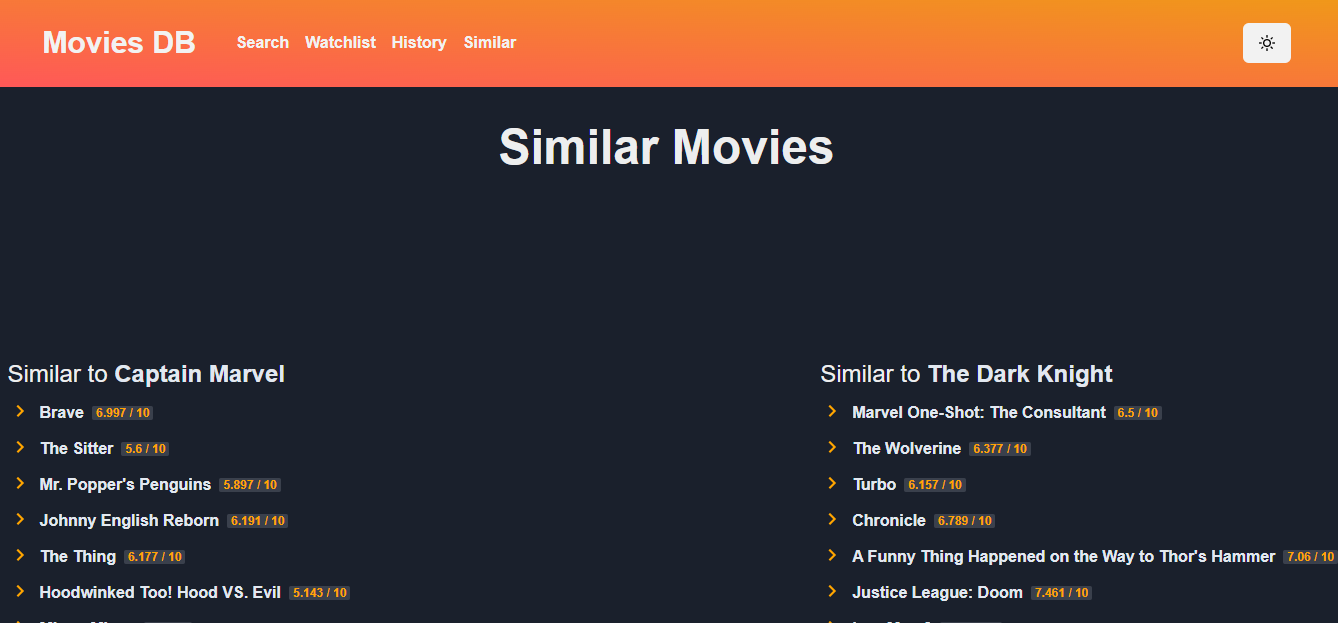 Movies DB Search Watchlist History Similar
Similar Movies
Similar to Captain Marvel
Brave 6.997 / 10
The Sitter 5.6 / 10
Mr. Popper's Penguins 5.897 / 10
Johnny English Reborn 6.191 / 10
The Thing 6.177 / 10
Hoodwinked Too! Hood VS. Evil 5.143 / 10
Similar to The Dark Knight
Marvel One-Shot: The Consultant 6.5 / 10
The Wolverine 6.377 / 10
Turbo 6.157 / 10
Chronicle 6.789 / 10
A Funny Thing Happened on the Way to Thor's Hammer 7.06 / 10
Justice League: Doom 7.461 / 10